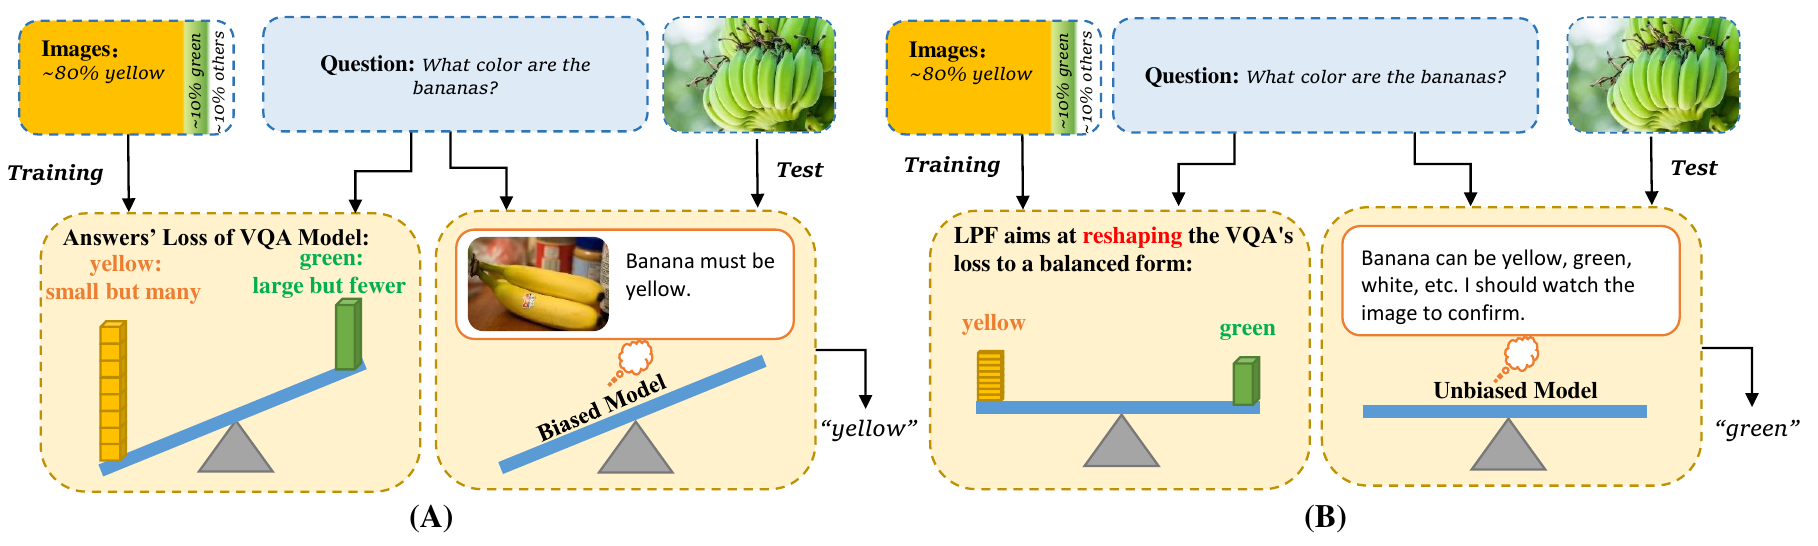 Images:
~80% yellow
~10% green
~10% others
Question: What color are the
bananas?
Training
Test
Answers' Loss of VQA Model:
yellow:
small but many
green:
large but fewer
Banana must be
yellow.
Biased Model
"yellow"
(A)
Images:
~80% yellow
~10% green
~10% others
Question: What color are the bananas?
Training
Test
LPF aims at reshaping the VQA's
loss to a balanced form:
yellow
green
Banana can be yellow, green,
white, etc. I should watch the
image to confirm.
Unbiased Model
"green"
(B)